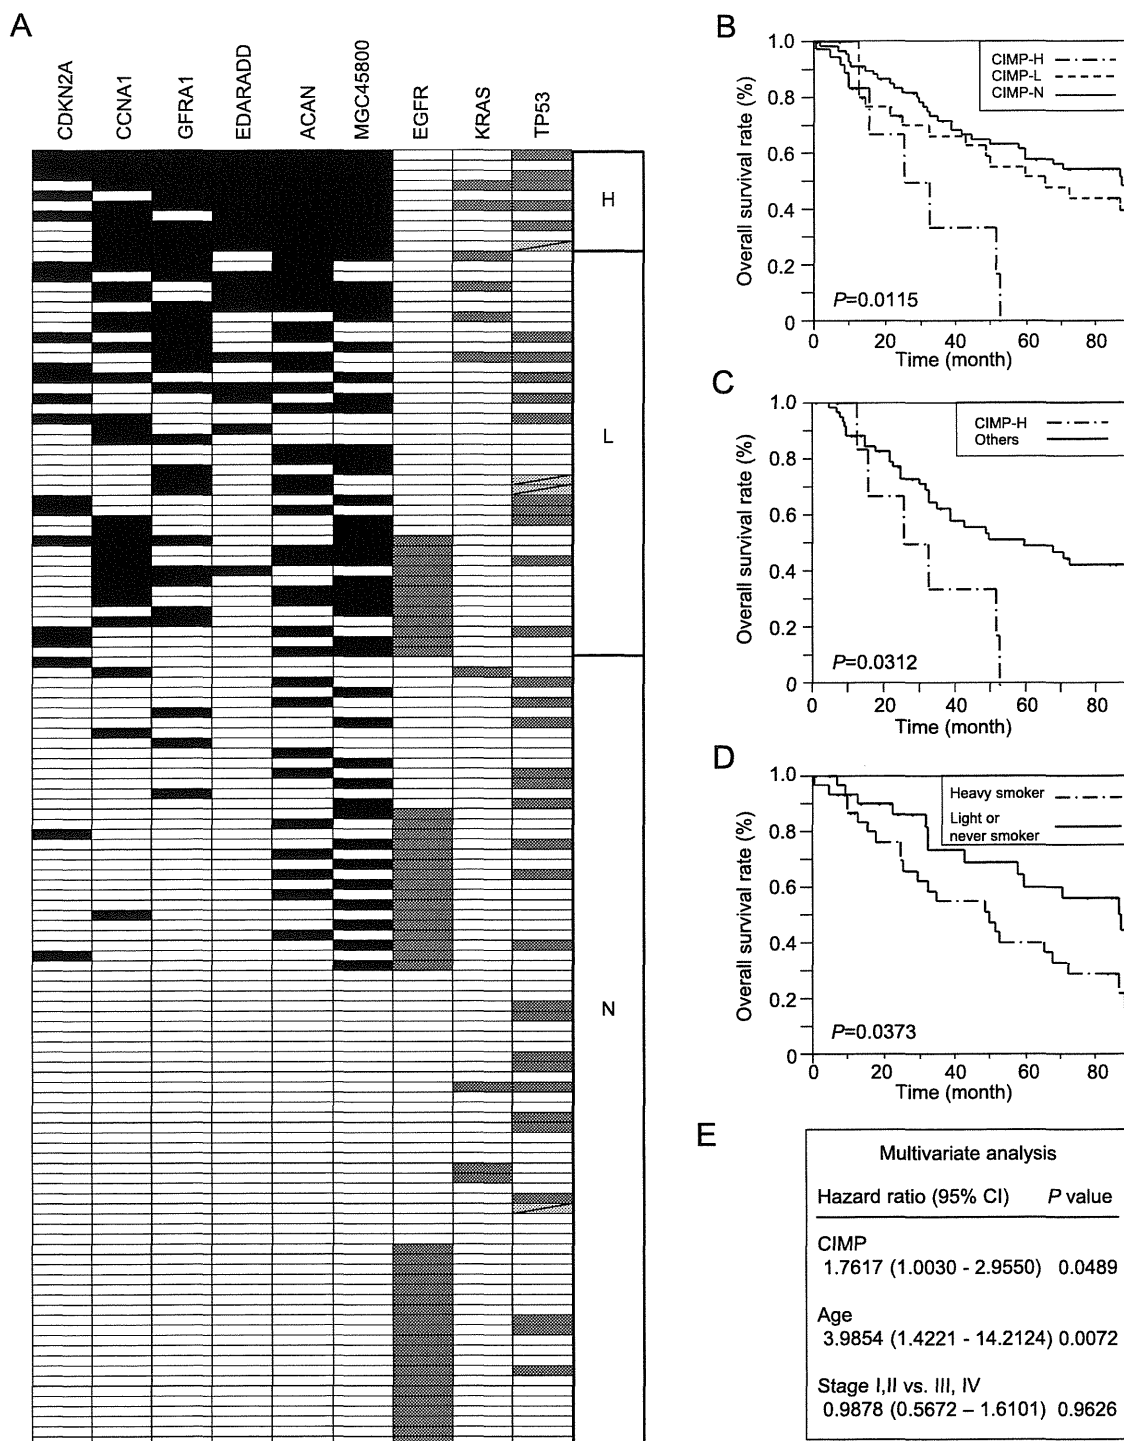 A
CDKN2A
CCNA1
GFRA1
EDARADD
ACAN
MGC45800
EGFR
KRAS
TP53
H
L
N
B
Overall survival rate (%)
1.0
0.8
0.6
0.4
0.2
0
CIMP-H
CIMP-L
CIMP-N
P=0.0115
0 20 40 60 80
Time (month)
C
Overall survival rate (%)
1.0
0.8
0.6
0.4
0.2
0
CIMP-H
Others
P=0.0312
0 20 40 60 80
Time (month)
D
Overall survival rate (%)
1.0
0.8
0.6
0.4
0.2
0
Heavy smoker
Light or
never smoker
P=0.0373
0 20 40 60 80
Time (month)
E
Multivariate analysis
Hazard ratio (95% CI) P value
CIMP
1.7617 (1.0030 - 2.9550) 0.0489
Age
3.9854 (1.4221 - 14.2124) 0.0072
Stage I,II vs. III, IV
0.9878 (0.5672 – 1.6101) 0.9626